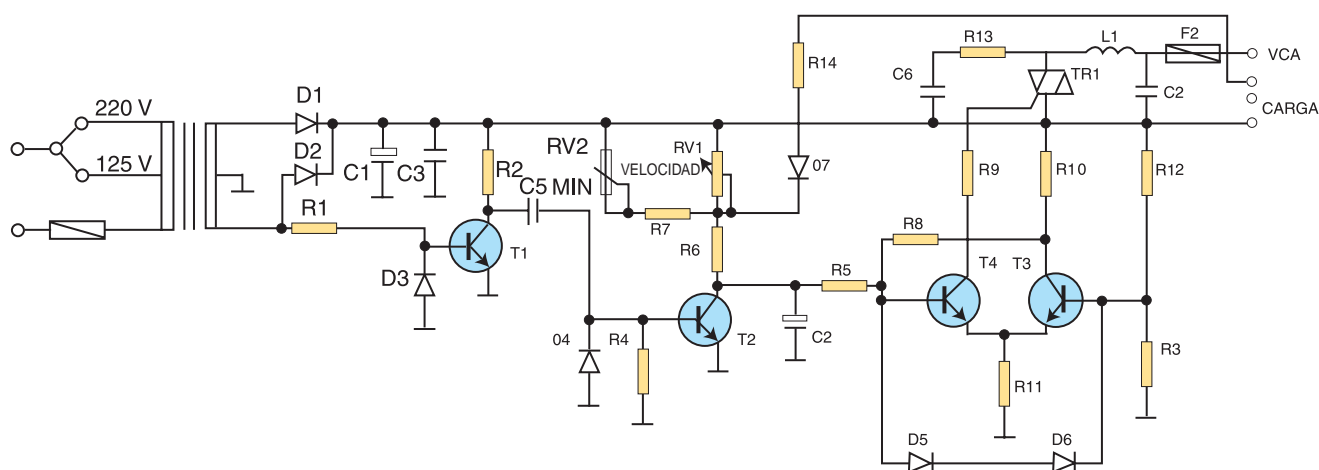 220 V
125 V
D1
D2
R1
C1
C3
D3
R2
T1
C5
RV2
MIN
04
R4
R7
RV1
VELOCIDAD
R6
T2
R14
07
C2
R5
R8
C6
R13
L1
F2
TR1
C2
VCA
CARGA
R9
R10
R12
T4
T3
R11
R3
D5
D6